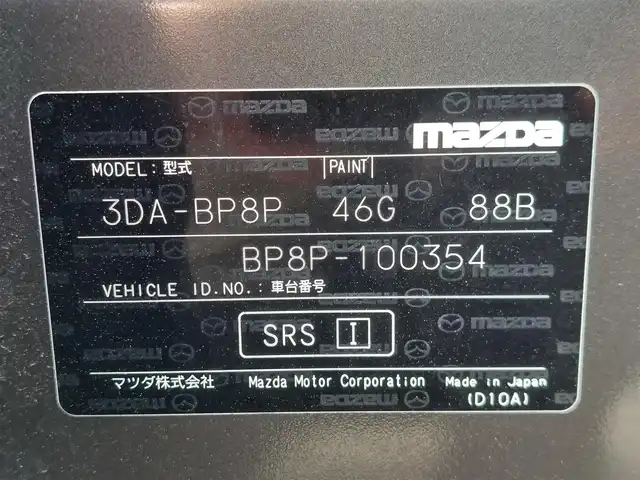 mazda
MODEL: 型式 PAINT
3DA-BP8P 46G 88B
BP8P-100354
VEHICLE ID.NO.: 車台番号
SRS I
マツダ株式会社 Mazda Motor Corporation Made in Japan
(D10A)